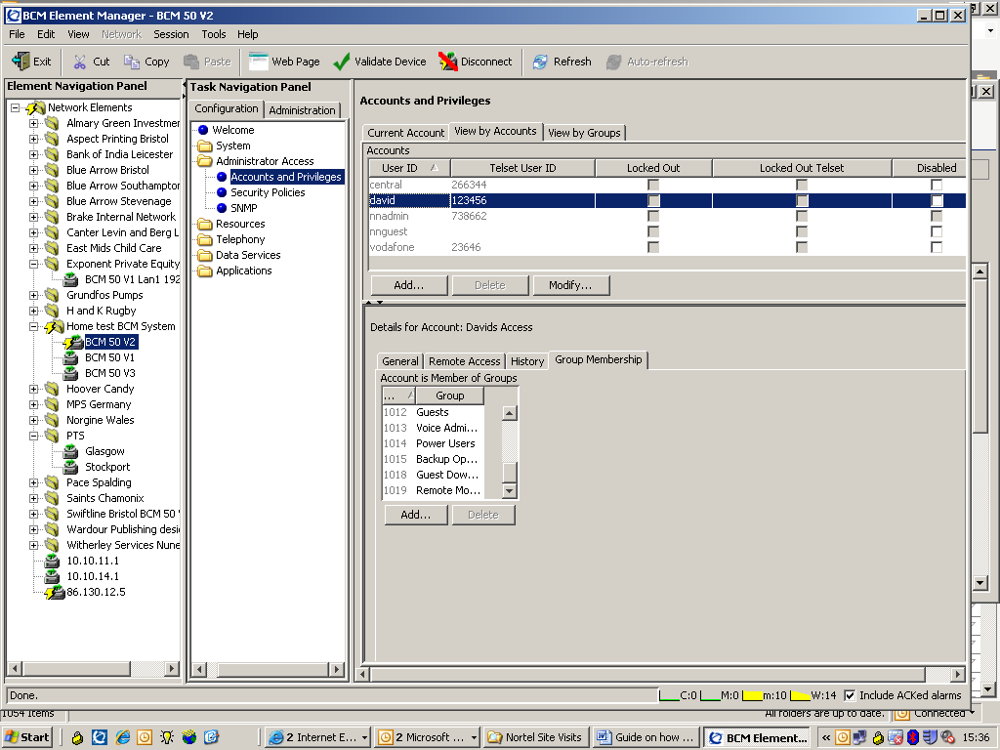 BCM Element Manager - BCM 50 V2
File Edit View Network Session Tools Help
Exit Cut Copy Paste Web Page Validate Device Disconnect Refresh Auto-refresh
Element Navigation Panel
Network Elements
Almary Green Investmen
Aspect Printing Bristol
Bank of India Leicester
Blue Arrow Bristol
Blue Arrow Southampton
Blue Arrow Stevenage
Brake Internal Network
Canter Levin and Berg L
East Mids Child Care
Exponent Private Equity
BCM 50 V1 Lan1 192
Grundfos Pumps
H and K Rugby
Home test BCM System
BCM 50 V2
BCM 50 V1
BCM 50 V3
Hoover Candy
MPS Germany
Norgine Wales
PTS
Glasgow
Stockport
Pace Spalding
Saints Chamonix
Swiftline Bristol BCM 50
Wardour Publishing desi
Witherley Services Nune
10.10.11.1
10.10.14.1
86.130.12.5
Task Navigation Panel
Configuration Administration
Welcome
System
Administrator Access
Accounts and Privileges
Security Policies
SNMP
Resources
Telephony
Data Services
Applications
Accounts and Privileges
Current Account View by Accounts View by Groups
Accounts
User ID Telset User ID Locked Out Locked Out Telset Disabled
central 266344
david 123456
nnadmin 738662
nnguest
vodafone 23646
Add... Delete Modify...
Details for Account: Davids Access
General Remote Access History Group Membership
Account is Member of Groups
... Group
1012 Guests
1013 Voice Admi...
1014 Power Users
1015 Backup Op...
1018 Guest Dow...
1019 Remote Mo...
Add... Delete
Done.
C:0 M:0 m:10 W:14 Include ACKed alarms
1054 Items All folders are up to date. Connected
Start 2 Internet E... 2 Microsoft ... Nortel Site Visits Guide on how ... BCM Element... « 15:36